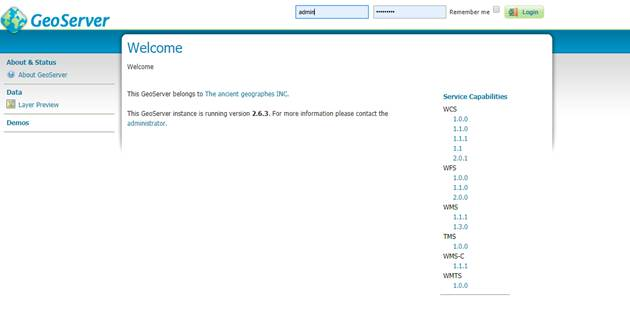 GeoServer
admin
•••••••••
Remember me
Login
About & Status
About GeoServer
Data
Layer Preview
Demos
Welcome
Welcome
This GeoServer belongs to The ancient geographes INC.
This GeoServer instance is running version 2.6.3. For more information please contact the
administrator.
Service Capabilities
WCS
1.0.0
1.1.0
1.1.1
1.1
2.0.1
WFS
1.0.0
1.1.0
2.0.0
WMS
1.1.1
1.3.0
TMS
1.0.0
WMS-C
1.1.1
WMTS
1.0.0